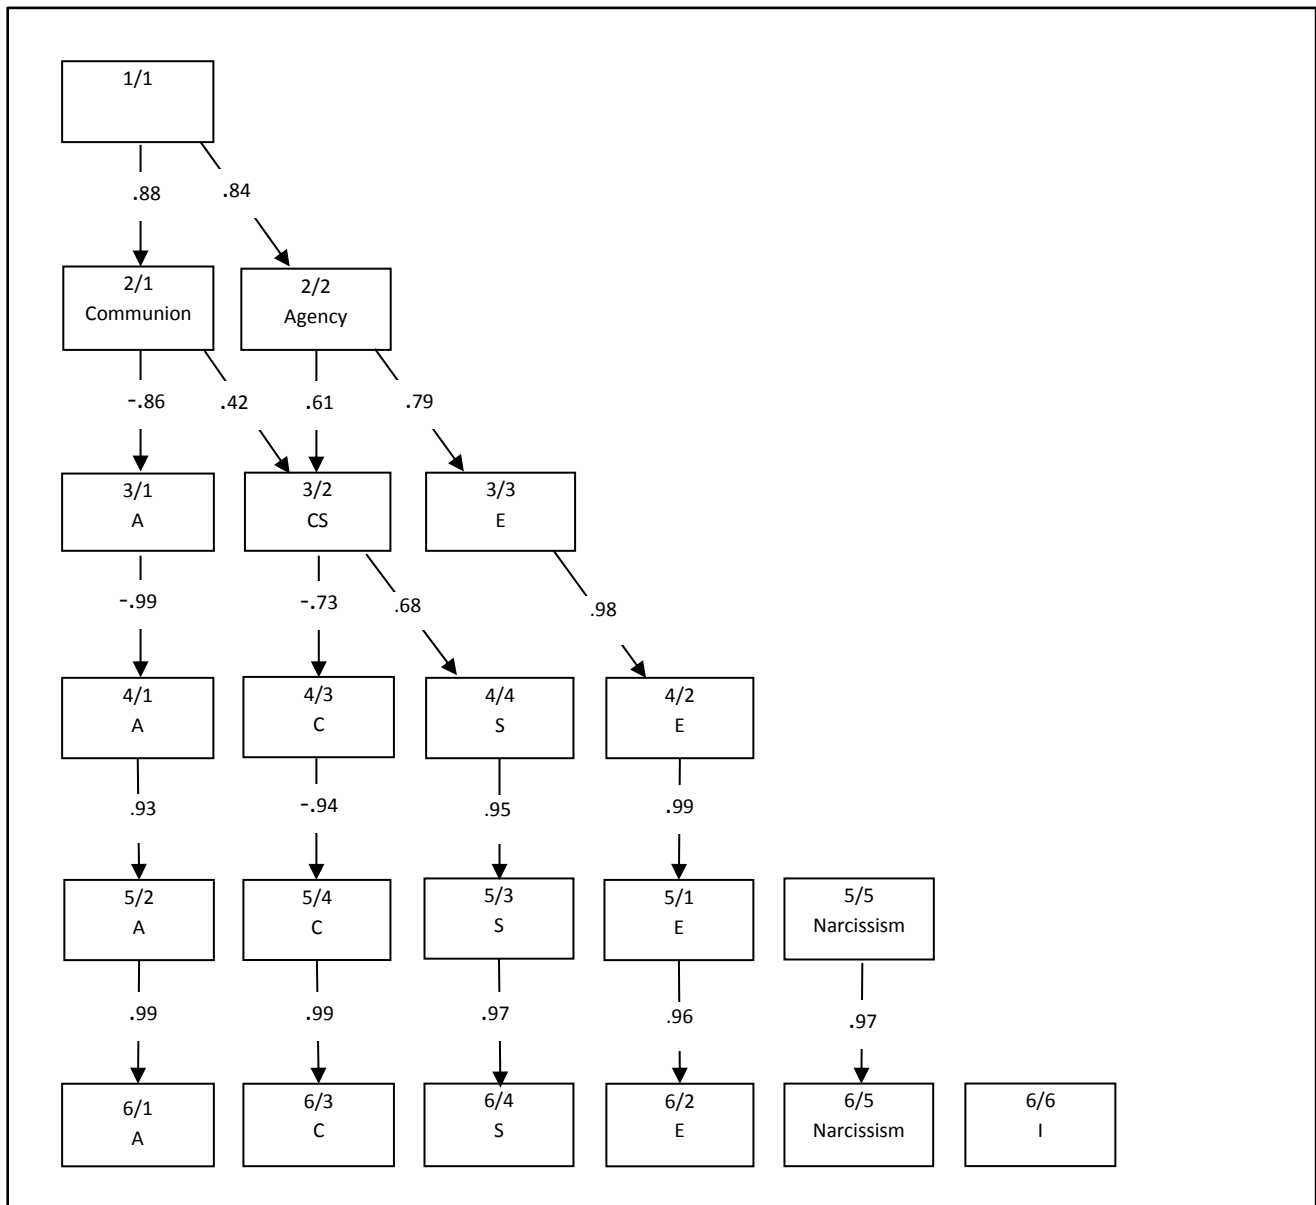 1/1
.88
.84
2/1
Communion
2/2
Agency
-.86
.42
.61
.79
3/1
A
3/2
CS
3/3
E
-.99
-.73
.68
.98
4/1
A
4/3
C
4/4
S
4/2
E
.93
-.94
.95
.99
5/2
A
5/4
C
5/3
S
5/1
E
5/5
Narcissism
.99
.99
.97
.96
.97
6/1
A
6/3
C
6/4
S
6/2
E
6/5
Narcissism
6/6
I